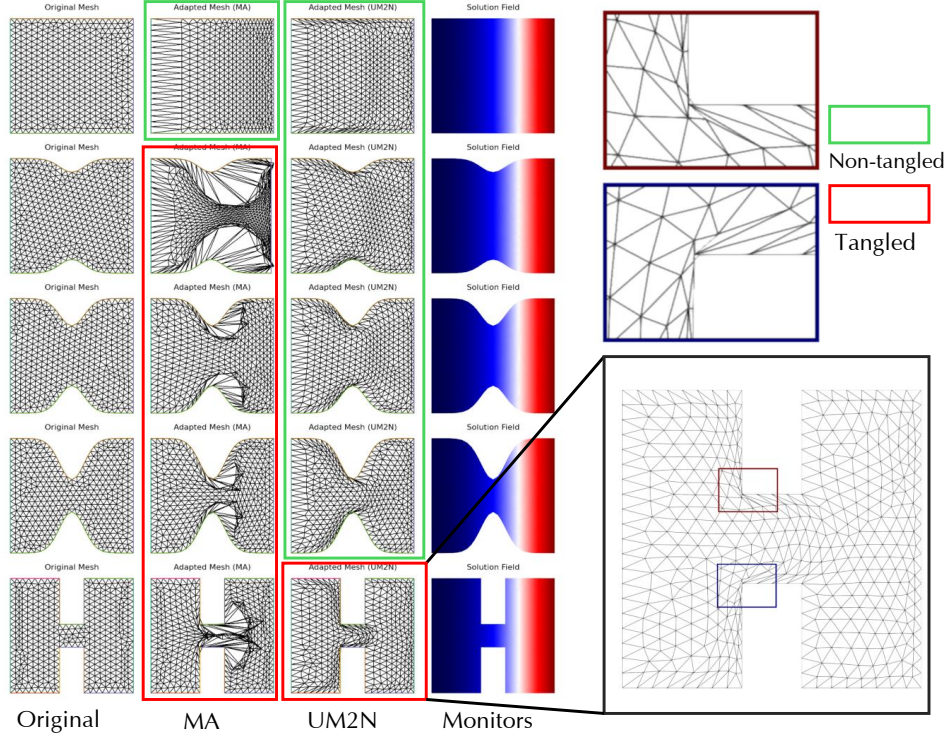 Original Mesh Adapted Mesh (MA) Adapted Mesh (UM2N) Solution Field
Original Mesh Adapted Mesh (MA) Adapted Mesh (UM2N) Solution Field
Original Mesh Adapted Mesh (MA) Adapted Mesh (UM2N) Solution Field
Original Mesh Adapted Mesh (MA) Adapted Mesh (UM2N) Solution Field
Original Mesh Adapted Mesh (MA) Adapted Mesh (UM2N) Solution Field
Original MA UM2N Monitors
Non-tangled
Tangled